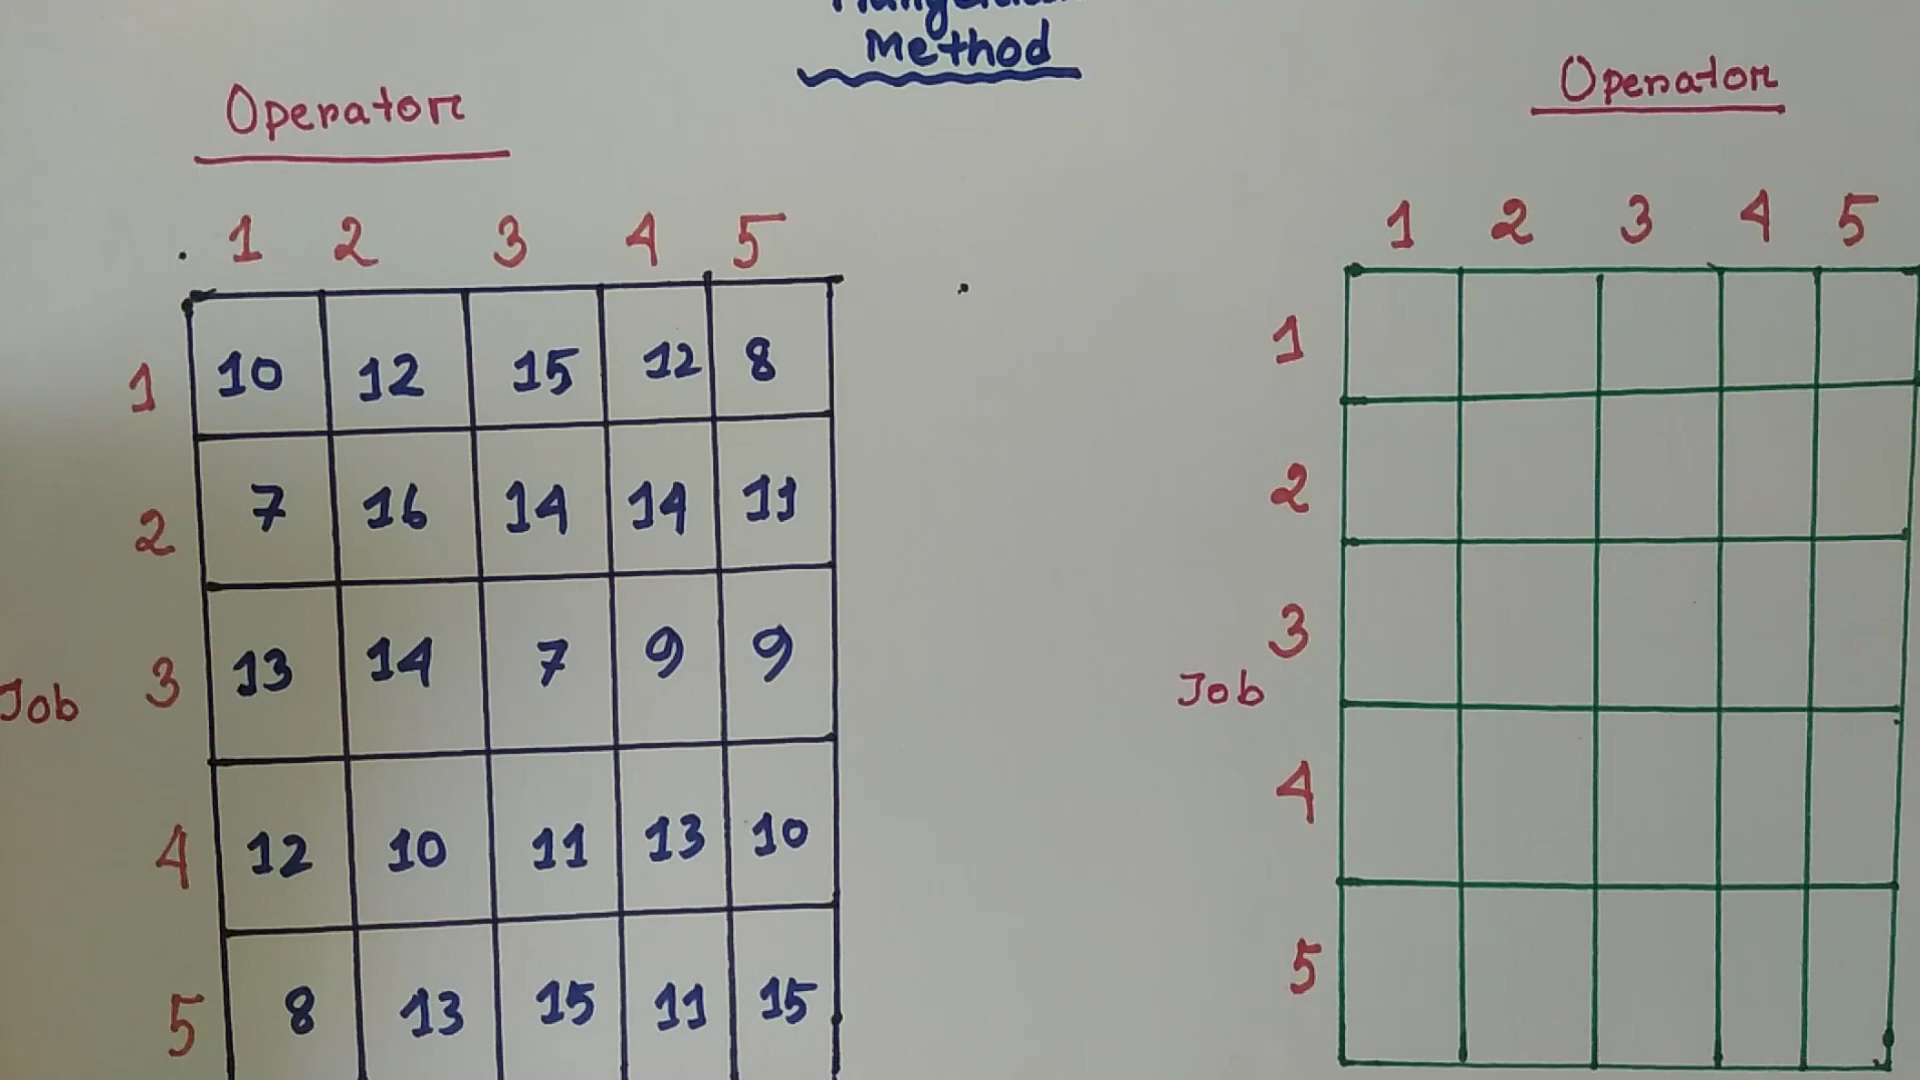 Method
Operator
1 2 3 4 5
1 10 12 15 12 8
2 7 16 14 14 11
3 13 14 7 9 9
Job
4 12 10 11 13 10
5 8 13 15 11 15
Operator
1 2 3 4 5
1
2
3
Job
4
5